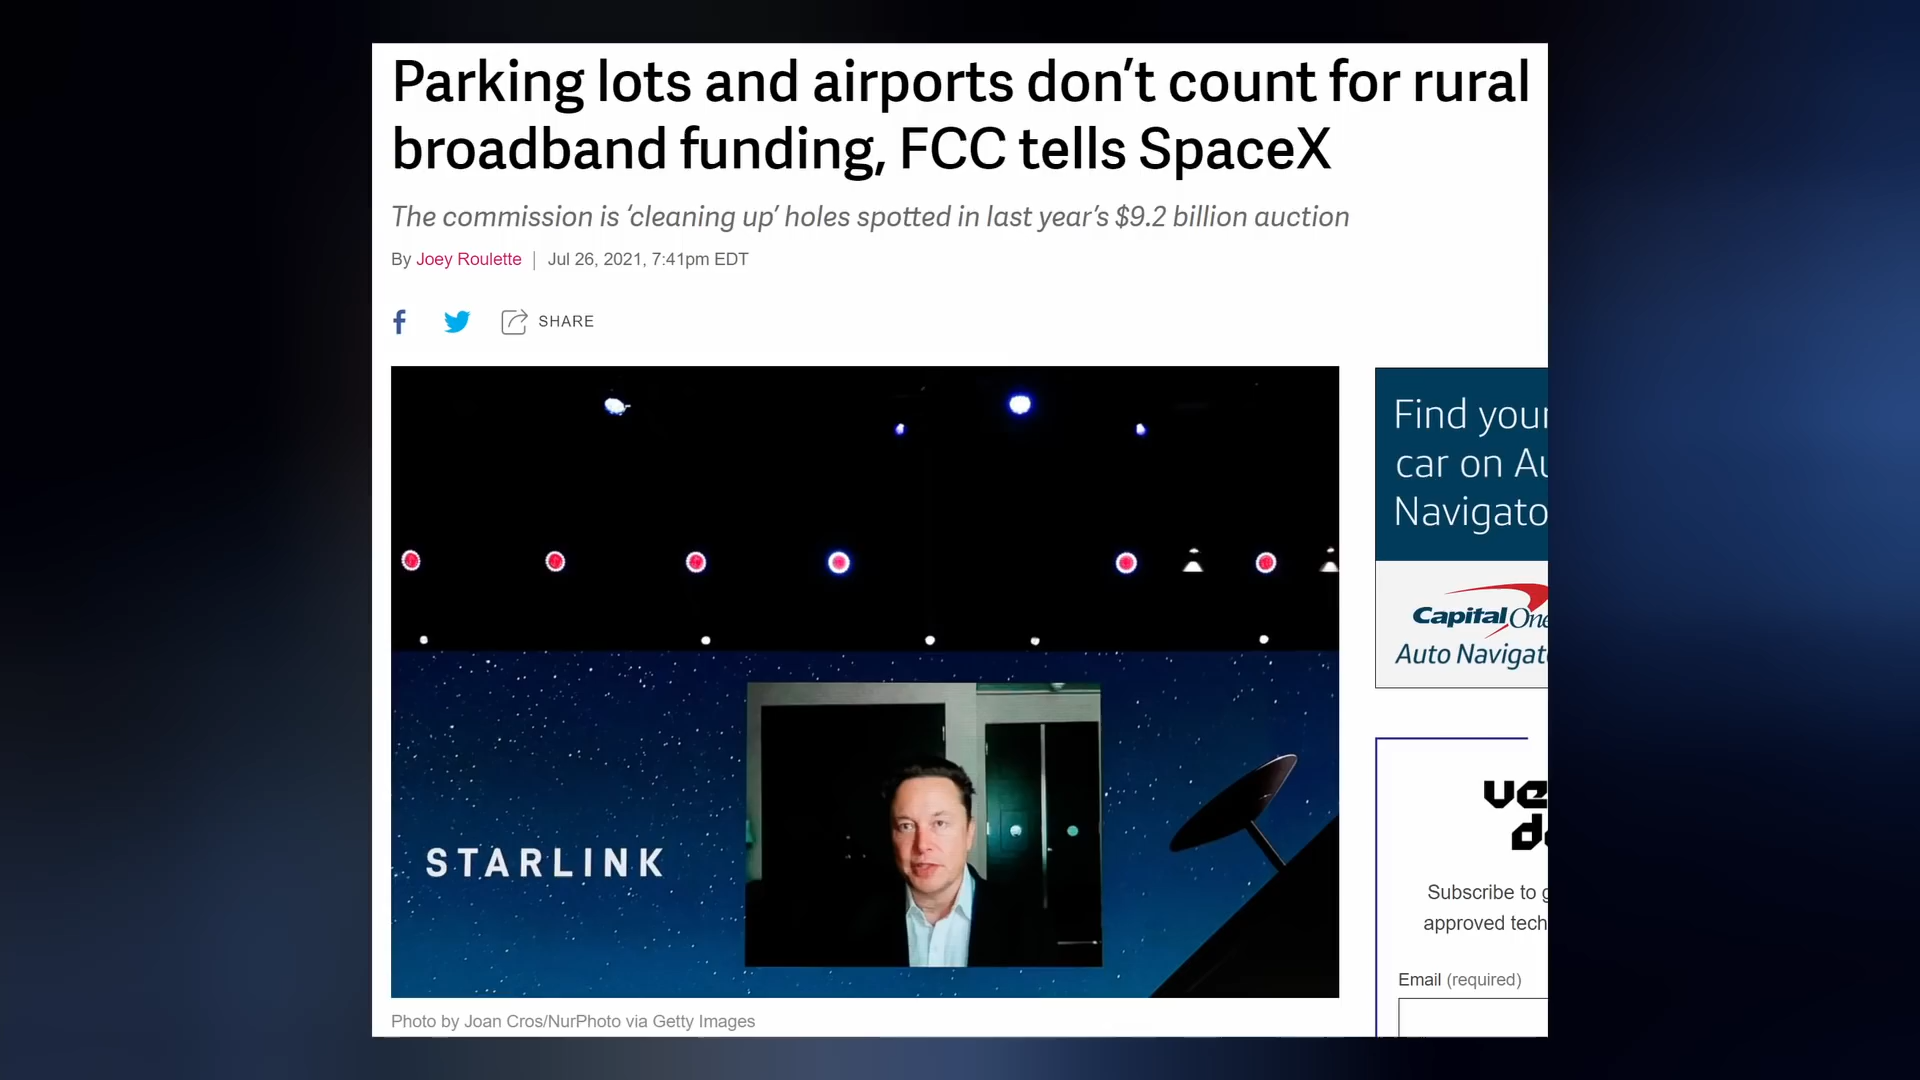 Parking lots and airports don’t count for rural
broadband funding, FCC tells SpaceX
The commission is ‘cleaning up’ holes spotted in last year’s $9.2 billion auction
By Joey Roulette | Jul 26, 2021, 7:41pm EDT
f SHARE
STARLINK
Photo by Joan Cros/NurPhoto via Getty Images
Find your
car on Au
Navigato
Capital One
Auto Navigat
ve
d
Subscribe to g
approved tech
Email (required)